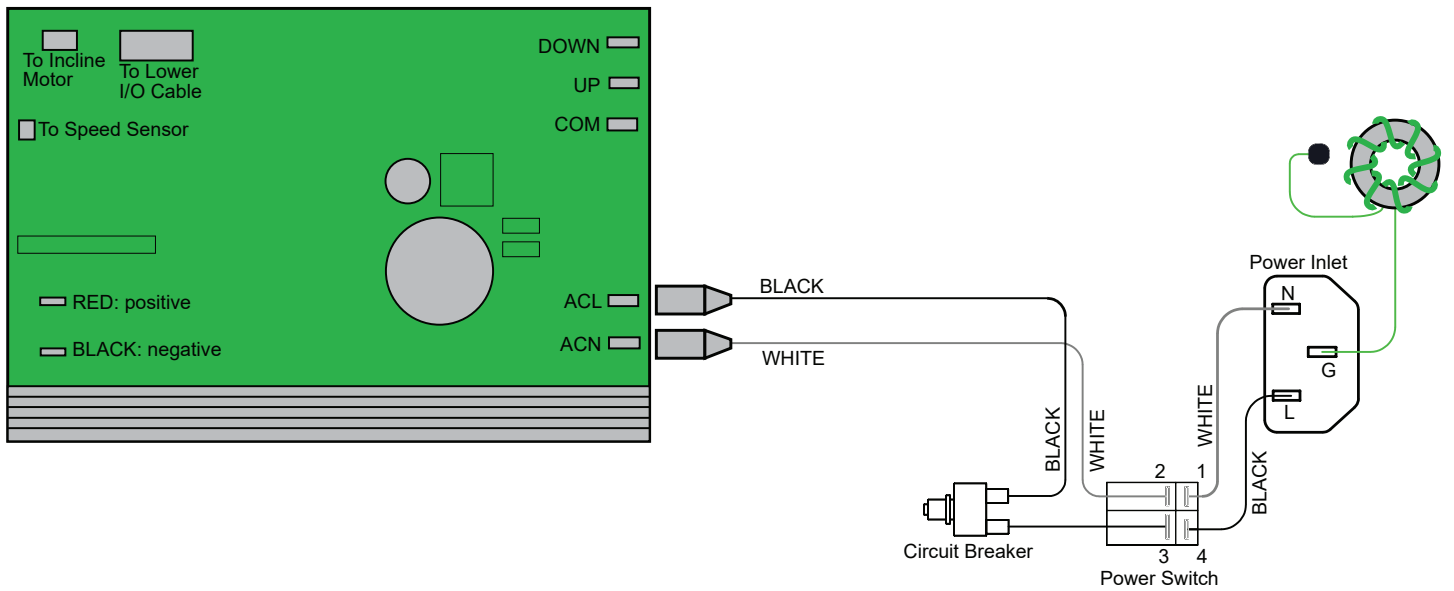 To Incline
Motor
To Lower
I/O Cable
To Speed Sensor
DOWN
UP
COM
RED: positive
BLACK: negative
ACL
ACN
BLACK
WHITE
BLACK
WHITE
WHITE
BLACK
Power Inlet
N
G
L
2 1
3 4
Circuit Breaker
Power Switch